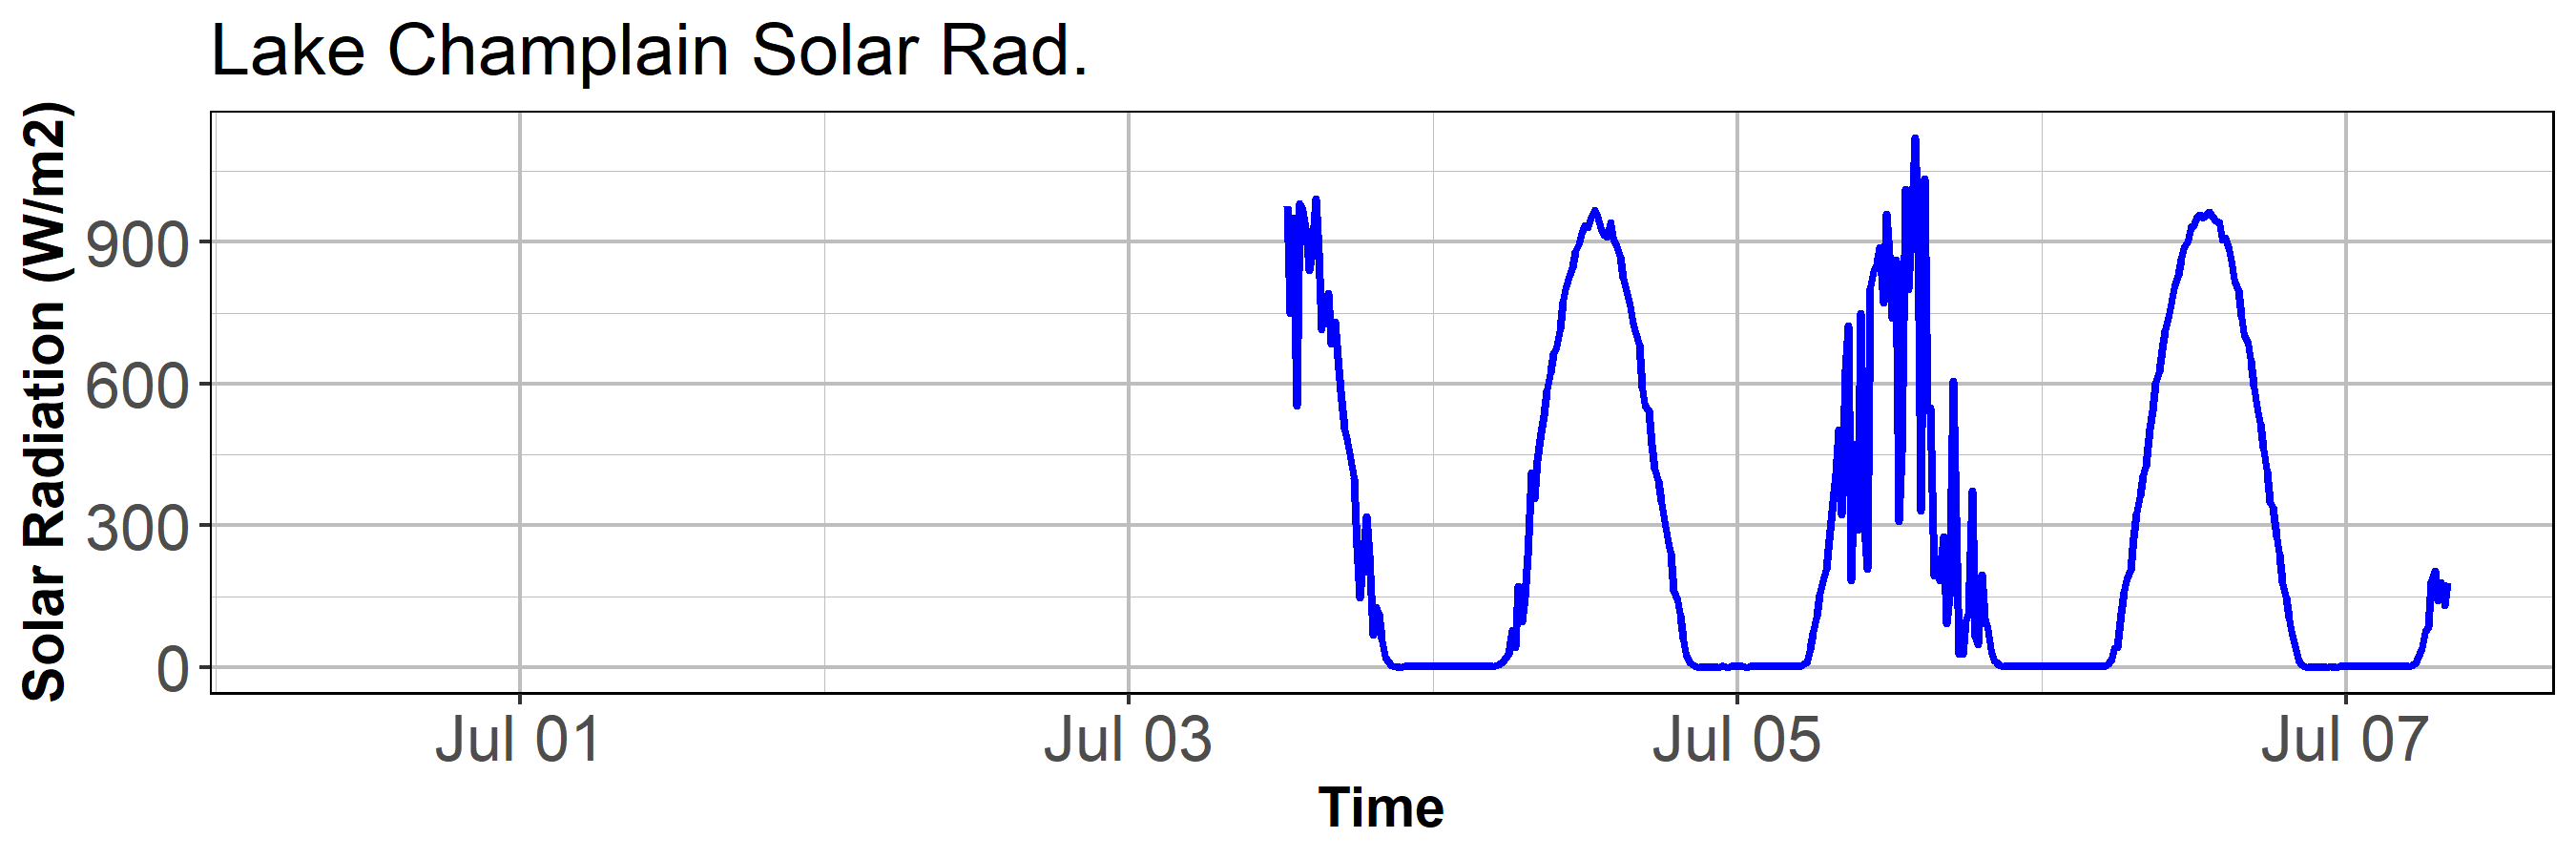 Lake Champlain Solar Rad.
Solar Radiation (W/m2)
900
600
300
0
Jul 01 Jul 03 Jul 05 Jul 07
Time